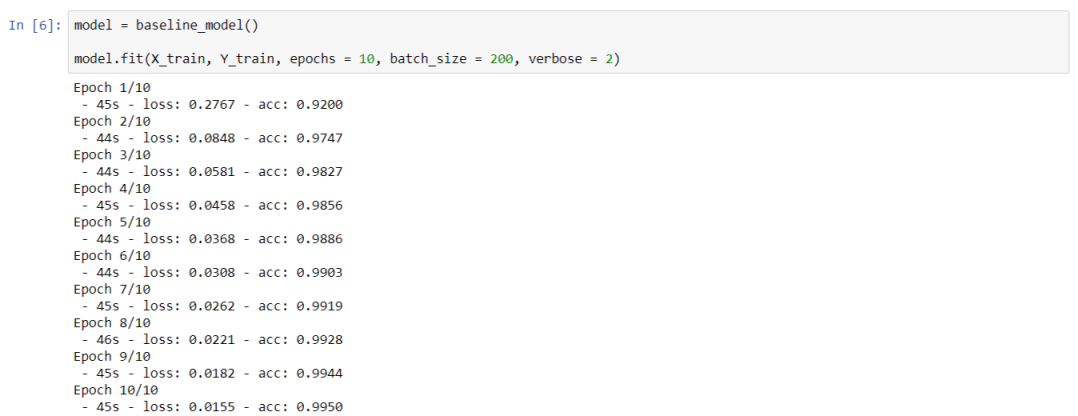 In [6]: model = baseline_model()
model.fit(X_train, Y_train, epochs = 10, batch_size = 200, verbose = 2)
Epoch 1/10
 - 45s - loss: 0.2767 - acc: 0.9200
Epoch 2/10
 - 44s - loss: 0.0848 - acc: 0.9747
Epoch 3/10
 - 44s - loss: 0.0581 - acc: 0.9827
Epoch 4/10
 - 45s - loss: 0.0458 - acc: 0.9856
Epoch 5/10
 - 44s - loss: 0.0368 - acc: 0.9886
Epoch 6/10
 - 44s - loss: 0.0308 - acc: 0.9903
Epoch 7/10
 - 45s - loss: 0.0262 - acc: 0.9919
Epoch 8/10
 - 46s - loss: 0.0221 - acc: 0.9928
Epoch 9/10
 - 45s - loss: 0.0182 - acc: 0.9944
Epoch 10/10
 - 45s - loss: 0.0155 - acc: 0.9950